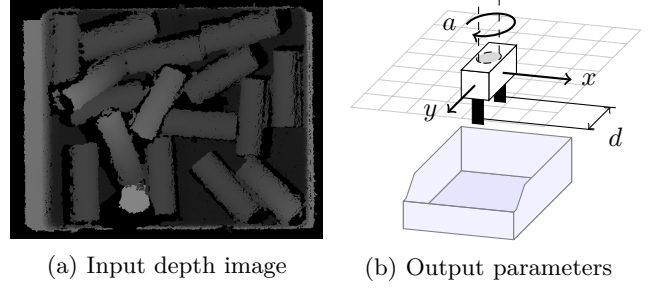 a
x
y
d
(a) Input depth image
(b) Output parameters